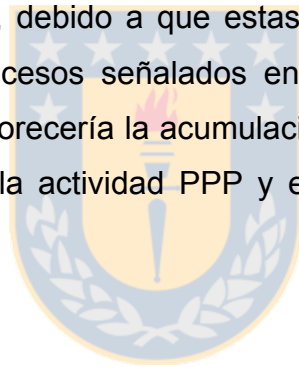 , debido a que estas
cesos señalados en
orecería la acumulaci
la actividad PPP y e